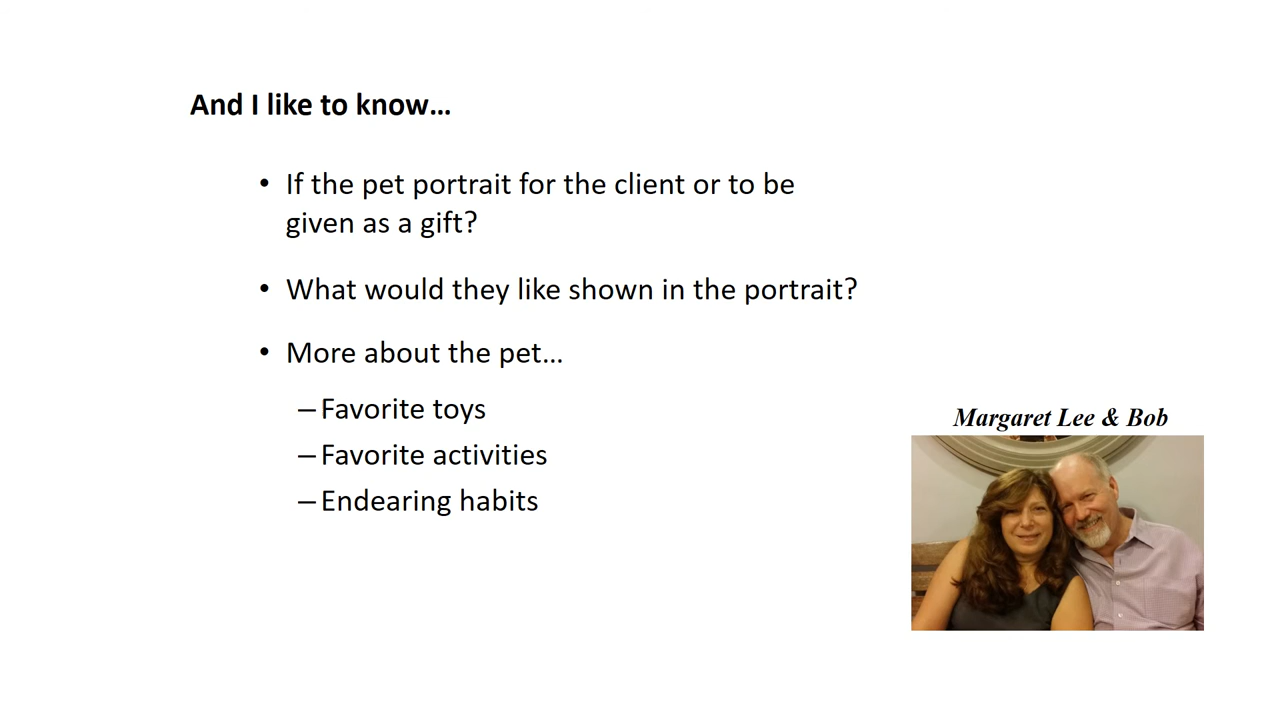 And I like to know…
• If the pet portrait for the client or to be
given as a gift?
• What would they like shown in the portrait?
• More about the pet…
– Favorite toys
– Favorite activities
– Endearing habits
Margaret Lee & Bob